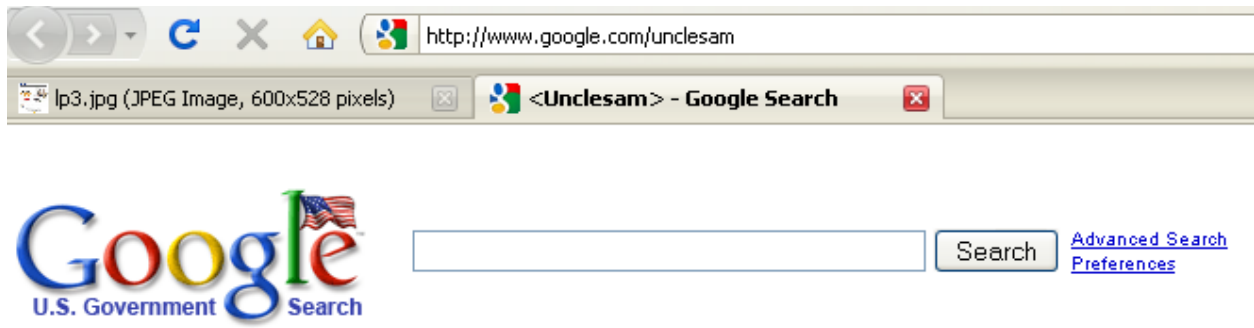 http://www.google.com/unclesam
lp3.jpg (JPEG Image, 600x528 pixels)
<Unclesam> - Google Search
Google
U.S. Government Search
Search
Advanced Search
Preferences